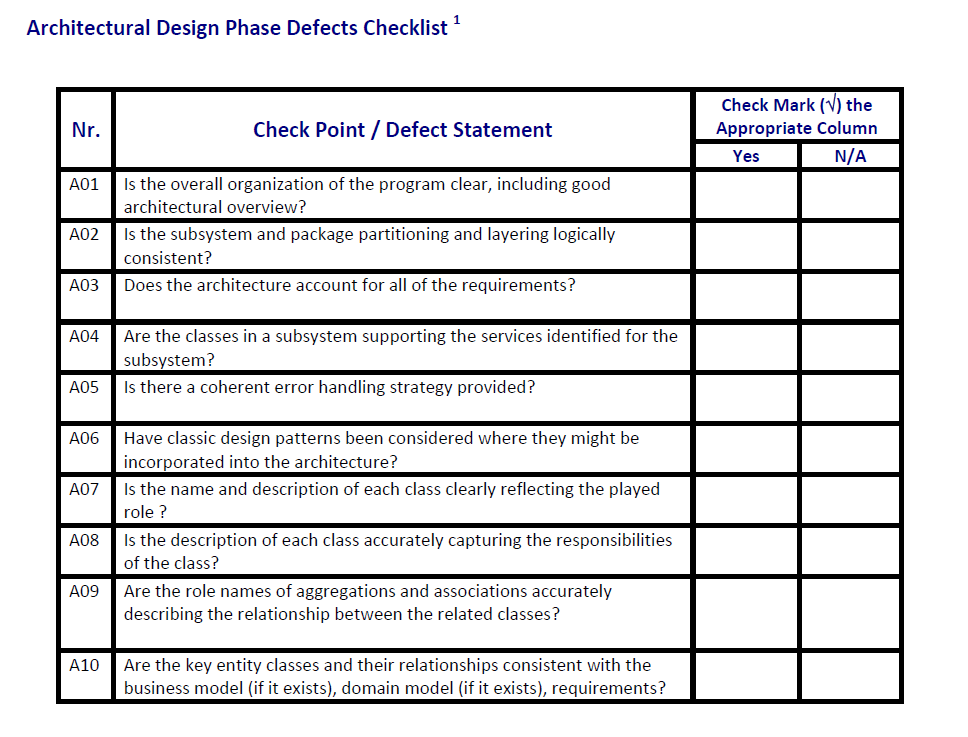 Architectural Design Phase Defects Checklist 1
Nr.
Check Point / Defect Statement
Check Mark (√) the
Appropriate Column
Yes
N/A
A01
Is the overall organization of the program clear, including good
architectural overview?
A02
Is the subsystem and package partitioning and layering logically
consistent?
A03
Does the architecture account for all of the requirements?
A04
Are the classes in a subsystem supporting the services identified for the
subsystem?
A05
Is there a coherent error handling strategy provided?
A06
Have classic design patterns been considered where they might be
incorporated into the architecture?
A07
Is the name and description of each class clearly reflecting the played
role ?
A08
Is the description of each class accurately capturing the responsibilities
of the class?
A09
Are the role names of aggregations and associations accurately
describing the relationship between the related classes?
A10
Are the key entity classes and their relationships consistent with the
business model (if it exists), domain model (if it exists), requirements?